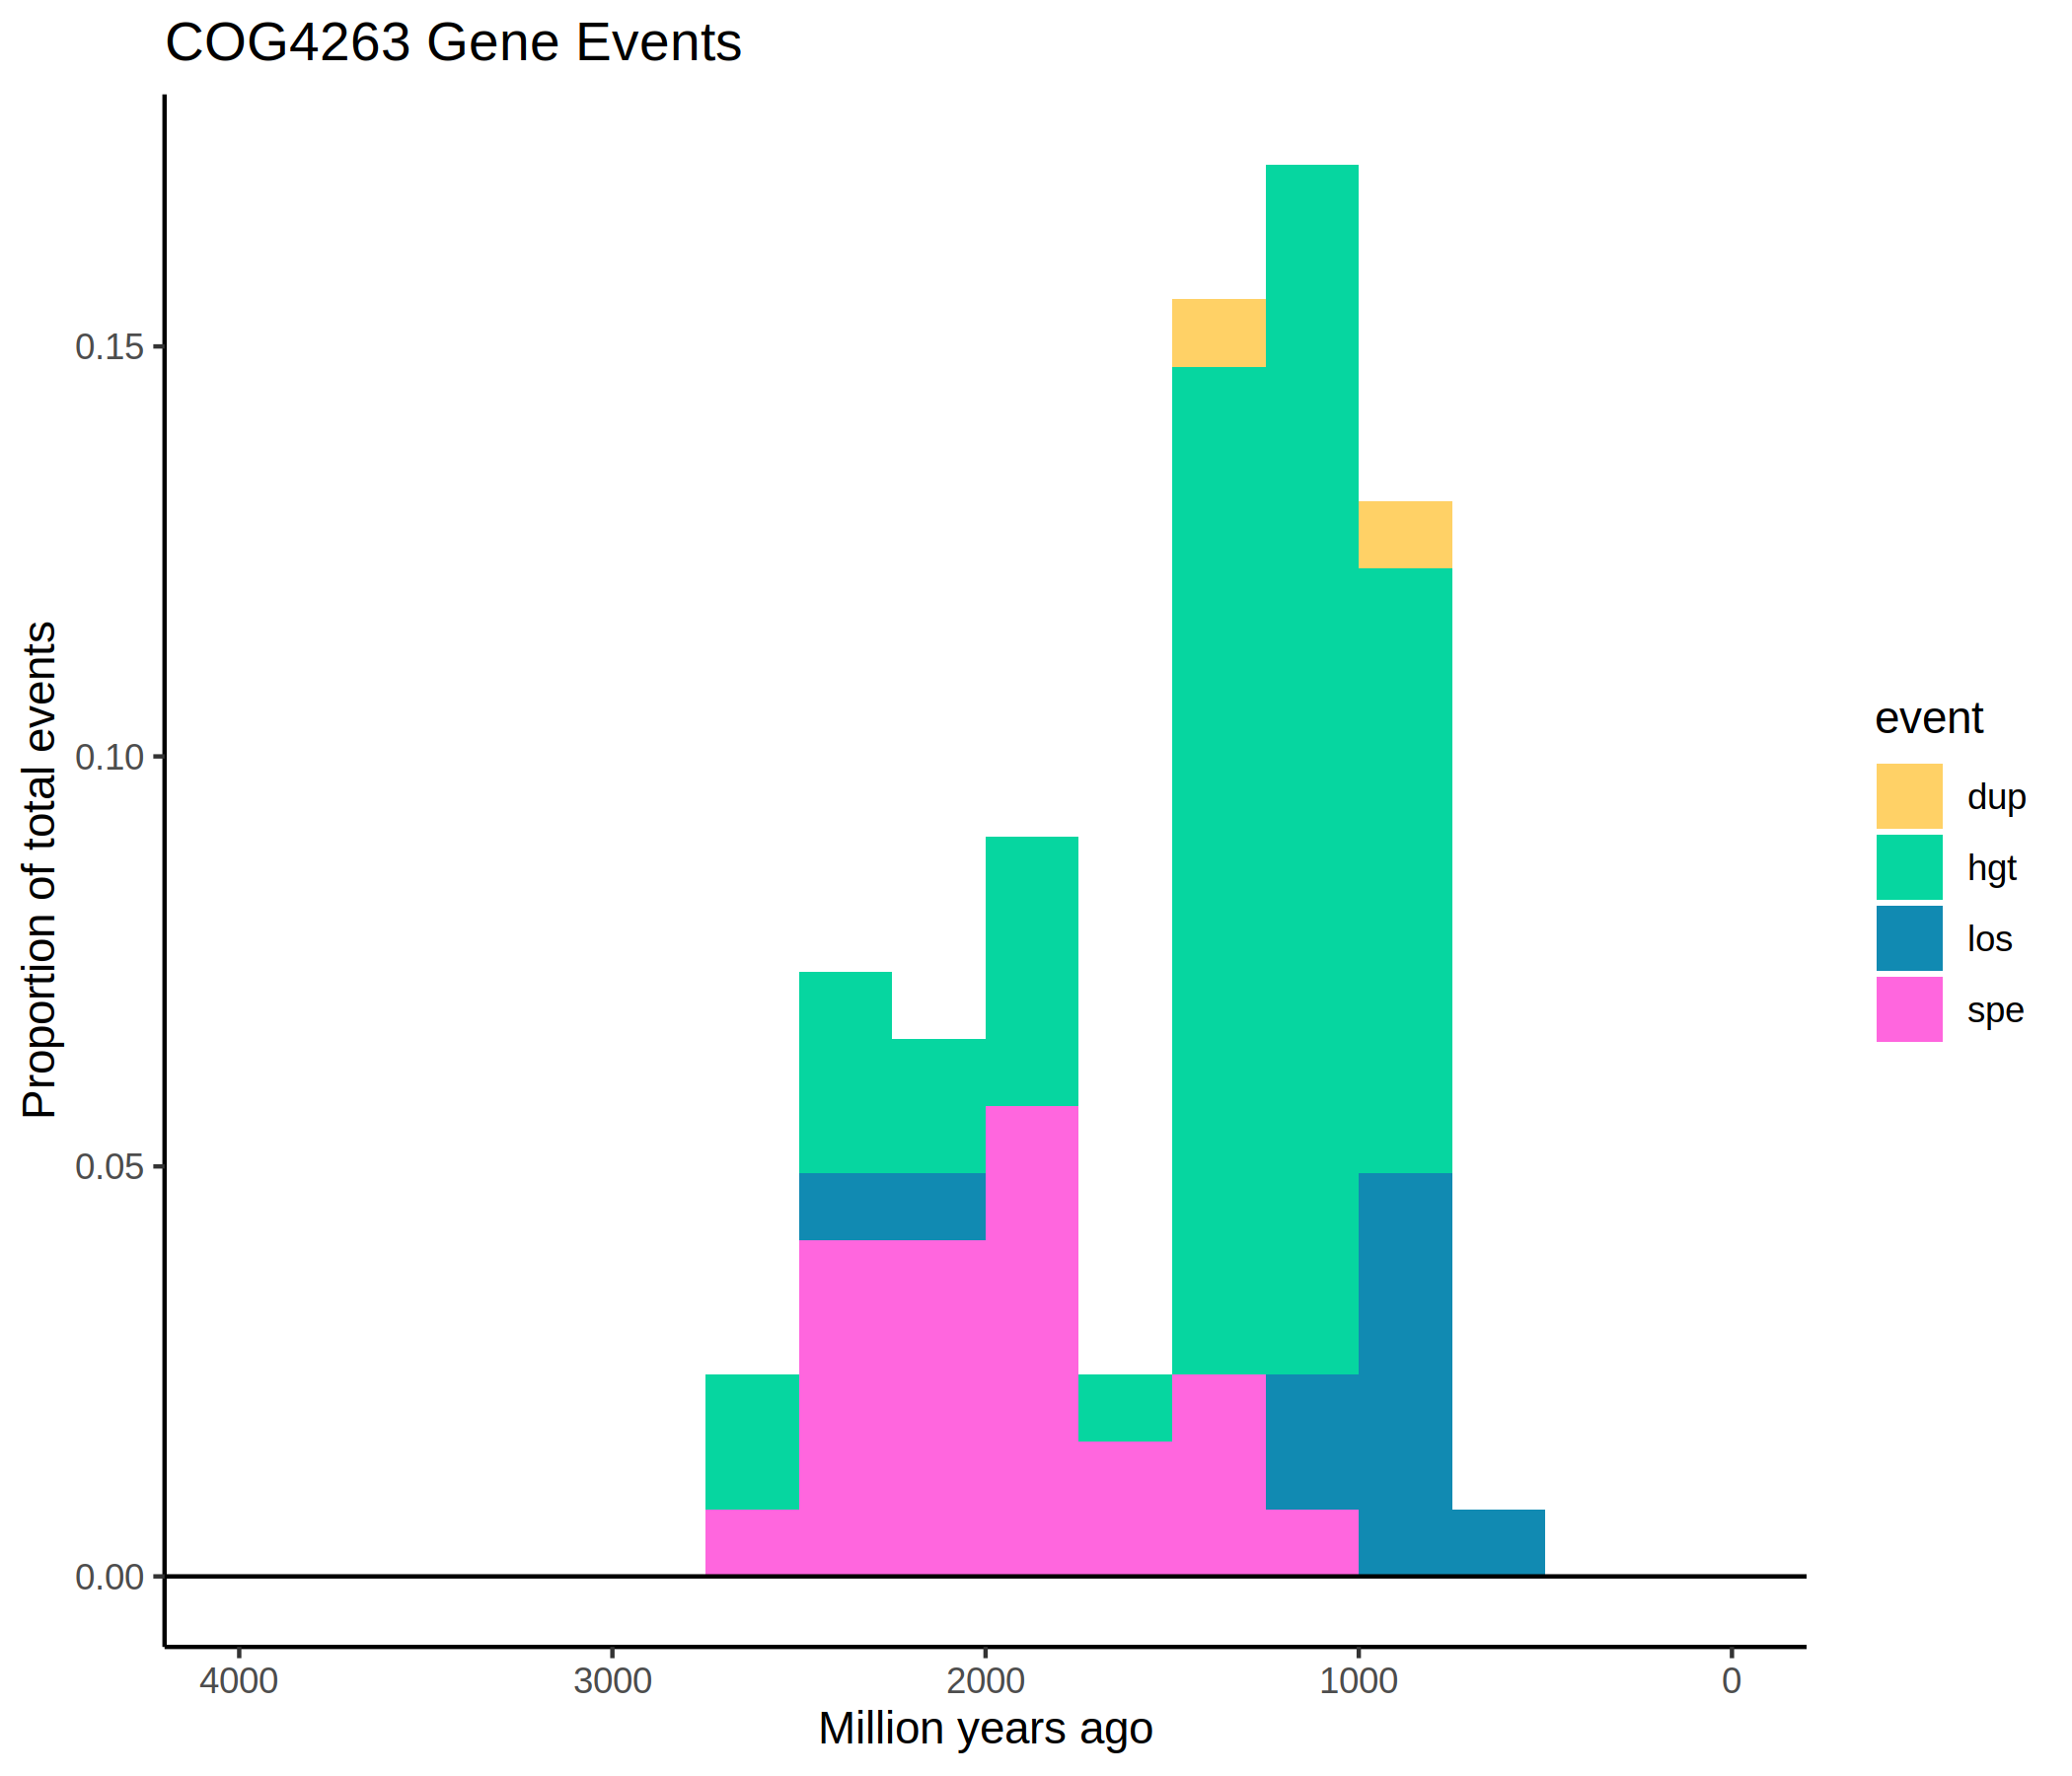 COG4263 Gene Events
Proportion of total events
0.15
0.10
0.05
0.00
4000 3000 2000 1000 0
Million years ago
event
dup
hgt
los
spe